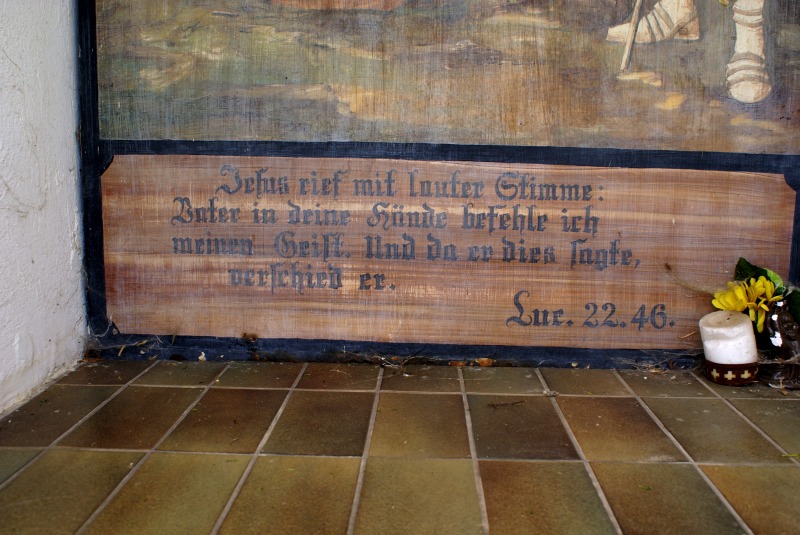 Jesus rief mit lauter Stimme:
Vater in deine Hände befehle ich
meinen Geist. Und da er dies sagte,
verschied er.
Luc. 22.46.